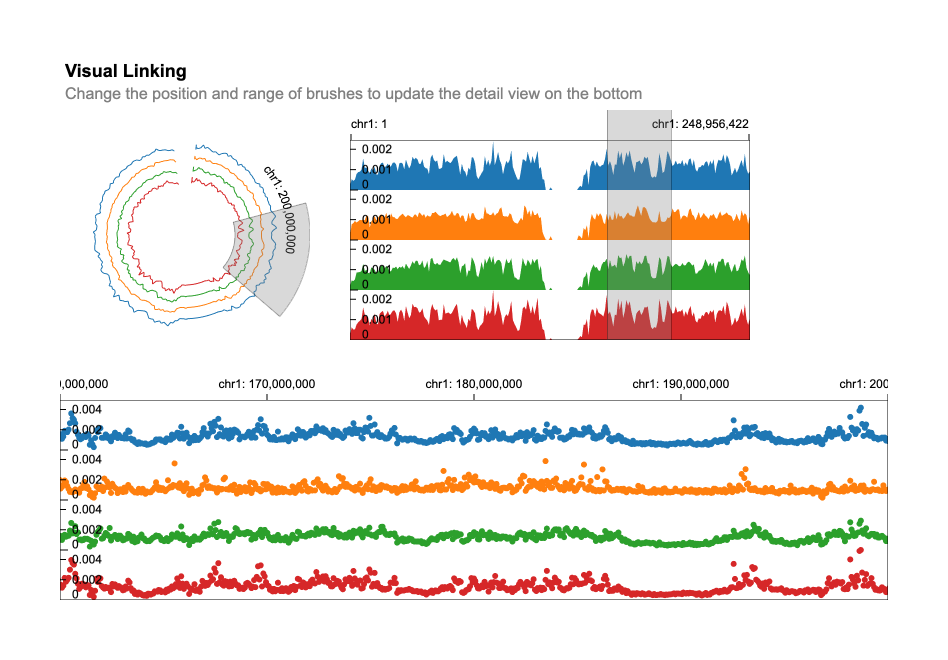 Visual Linking
Change the position and range of brushes to update the detail view on the bottom
chr1: 1
chr1: 248,956,422
chr1: 200,000,000
0.002
0.001
0
0.002
0.001
0
0.002
0.001
0
0.002
0.001
0
0,000,000
chr1: 170,000,000
chr1: 180,000,000
chr1: 190,000,000
chr1: 200
0.004
0.002
0
0.004
0.002
0
0.004
0.002
0
0.004
0.002
0